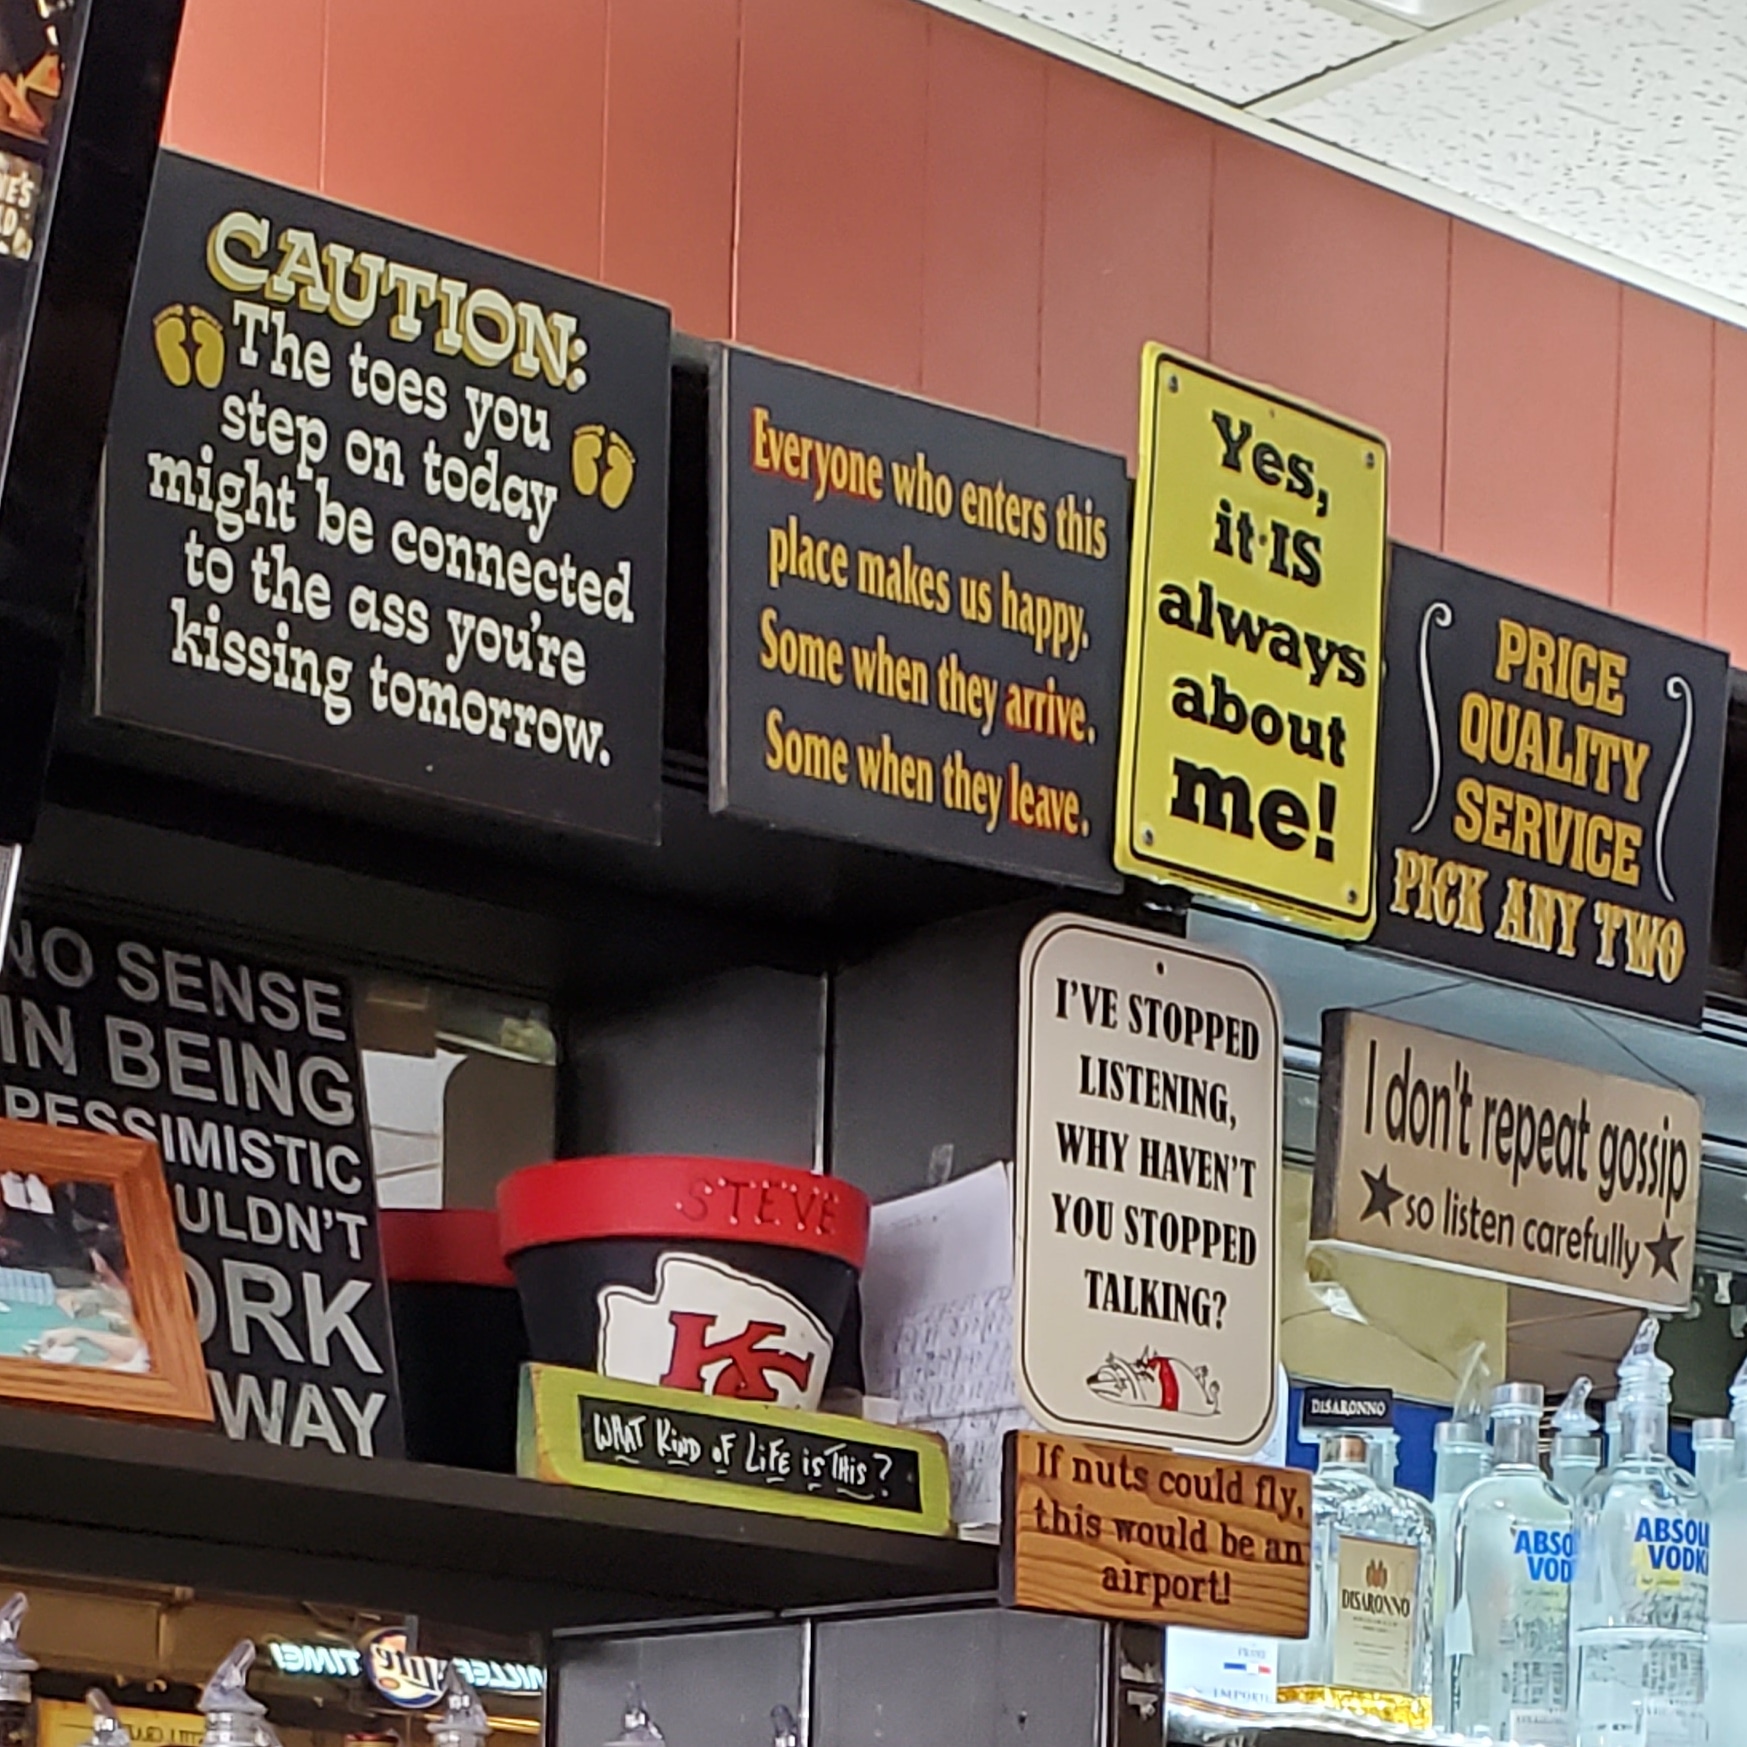 CAUTION:
The toes you
step on today
might be connected
to the ass you're
kissing tomorrow.
Everyone who enters this
place makes us happy.
Some when they arrive.
Some when they leave.
Yes,
it IS
always
about
me!
PRICE
QUALITY
SERVICE
PICK ANY TWO
NO SENSE
IN BEING
PESSIMISTIC
ULDN'T
ORK
WAY
STEVE
KC
WHAT KiND oF LiFE is THis?
I'VE STOPPED
LISTENING,
WHY HAVEN'T
YOU STOPPED
TALKING?
I don't repeat gossip
so listen carefully
If nuts could fly,
this would be an
airport!
DISARONNO
DISARONNO
ABSO
VOD
ABSOLU
VODK
MILLER
Lite
TIME!